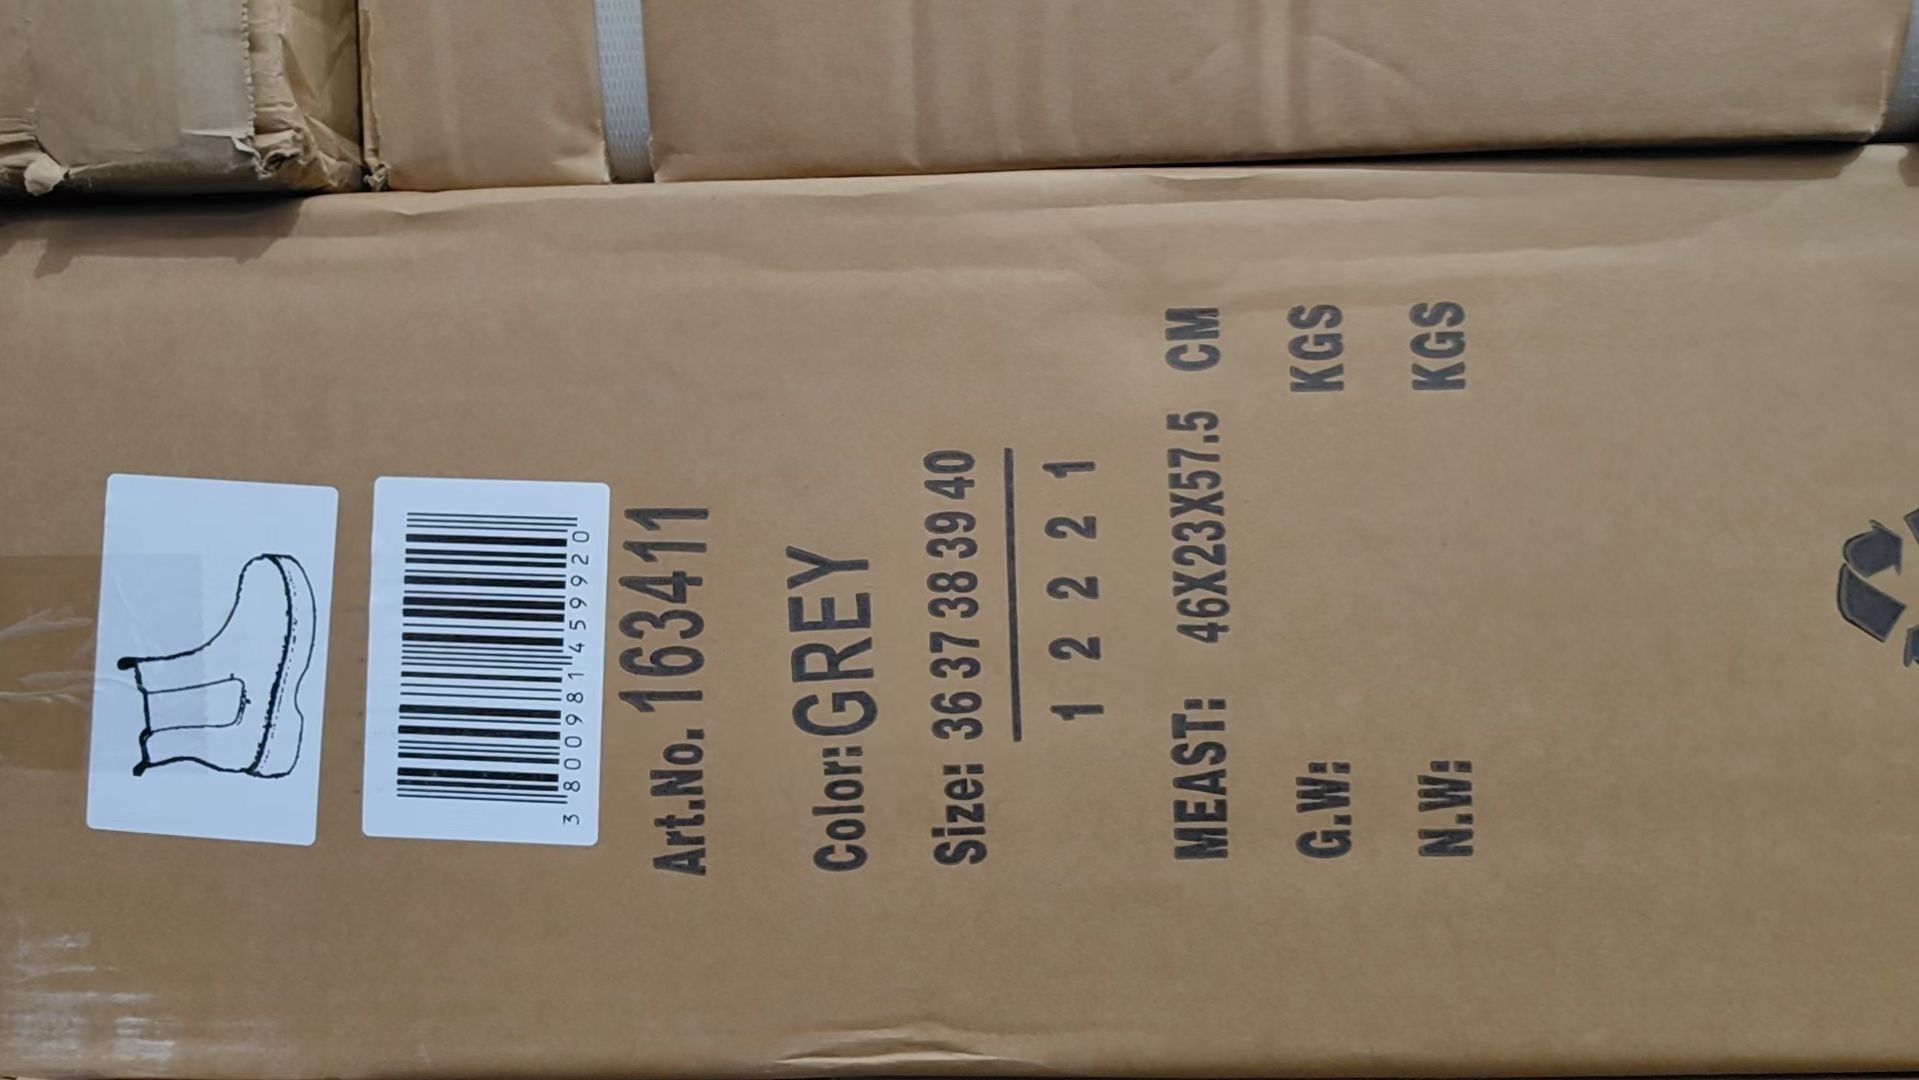 3 800981 459920
Art.No. 163411
Color:GREY
Size: 36 37 38 39 40
1 2 2 2 1
MEAST: 46X23X57.5 CM
G.W: KGS
N.W: KGS